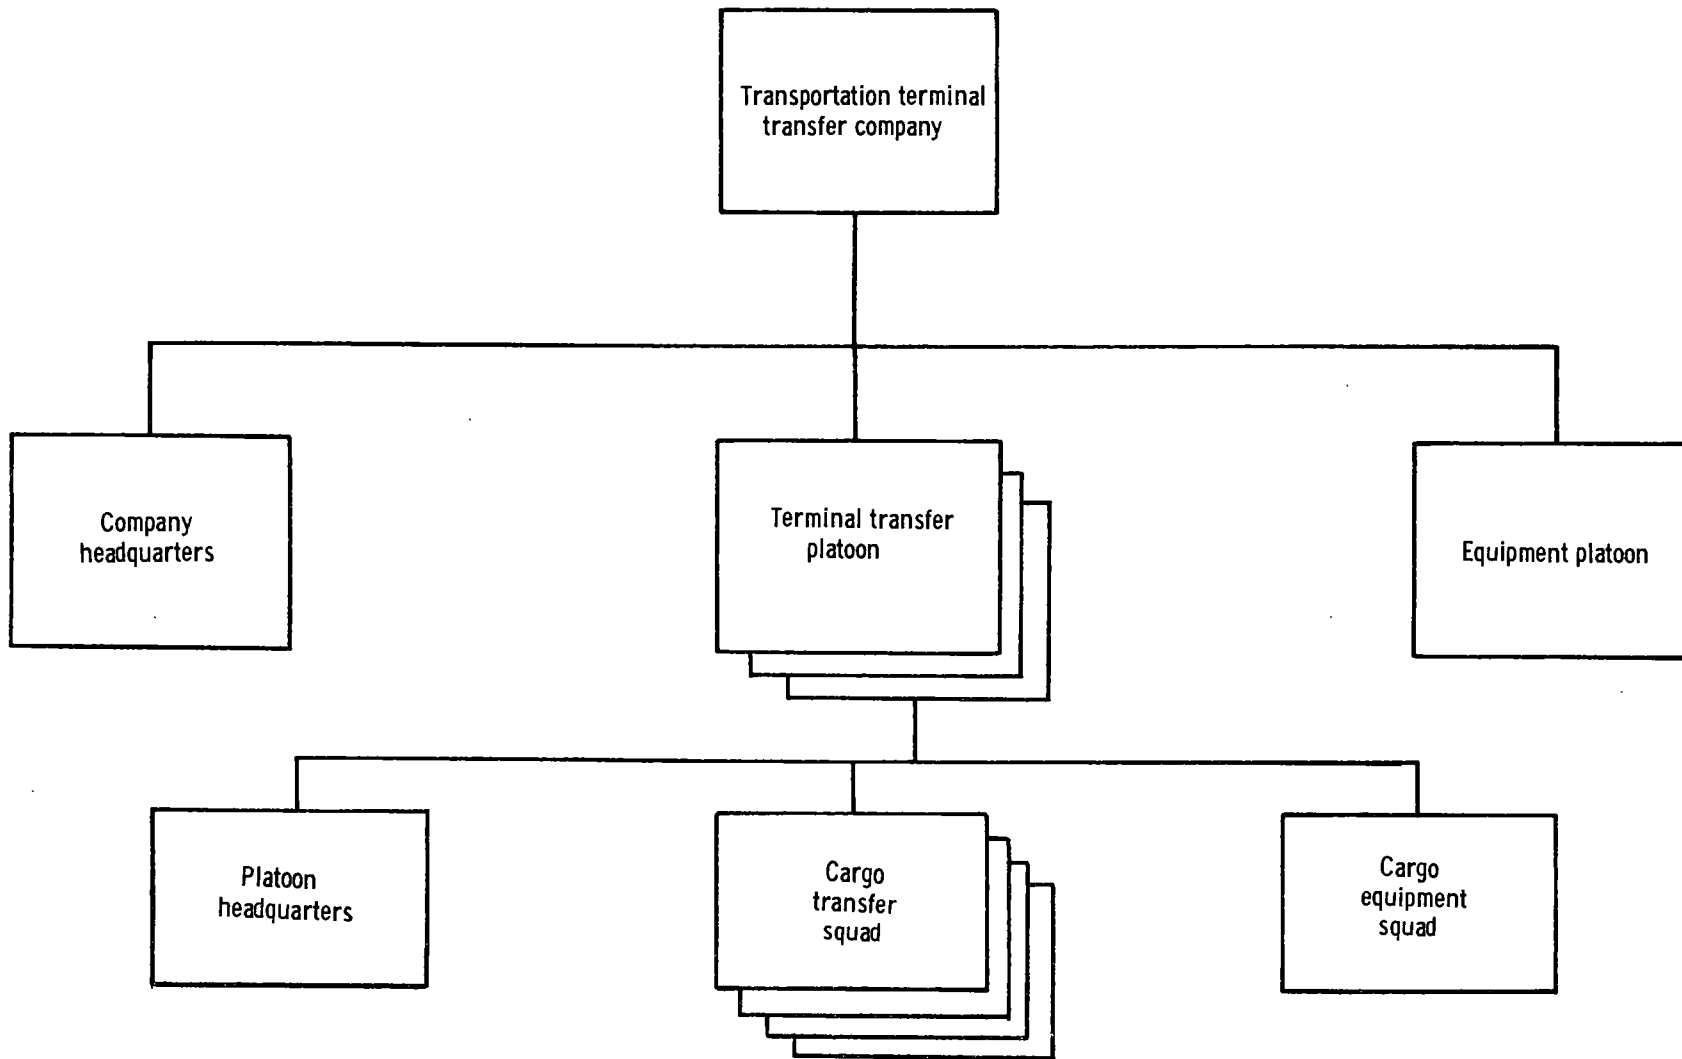 Transportation terminal
transfer company
Company
headquarters
Terminal transfer
platoon
Equipment platoon
Platoon
headquarters
Cargo
transfer
squad
Cargo
equipment
squad